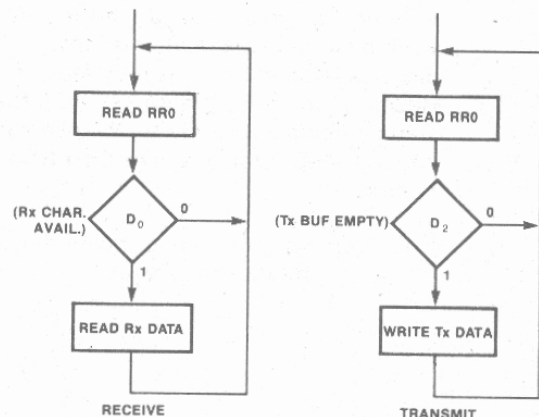 READ RR0
(Rx CHAR.
AVAIL.)
D0
0
1
READ Rx DATA
RECEIVE
READ RR0
(Tx BUF EMPTY)
D2
0
1
WRITE Tx DATA
TRANSMIT